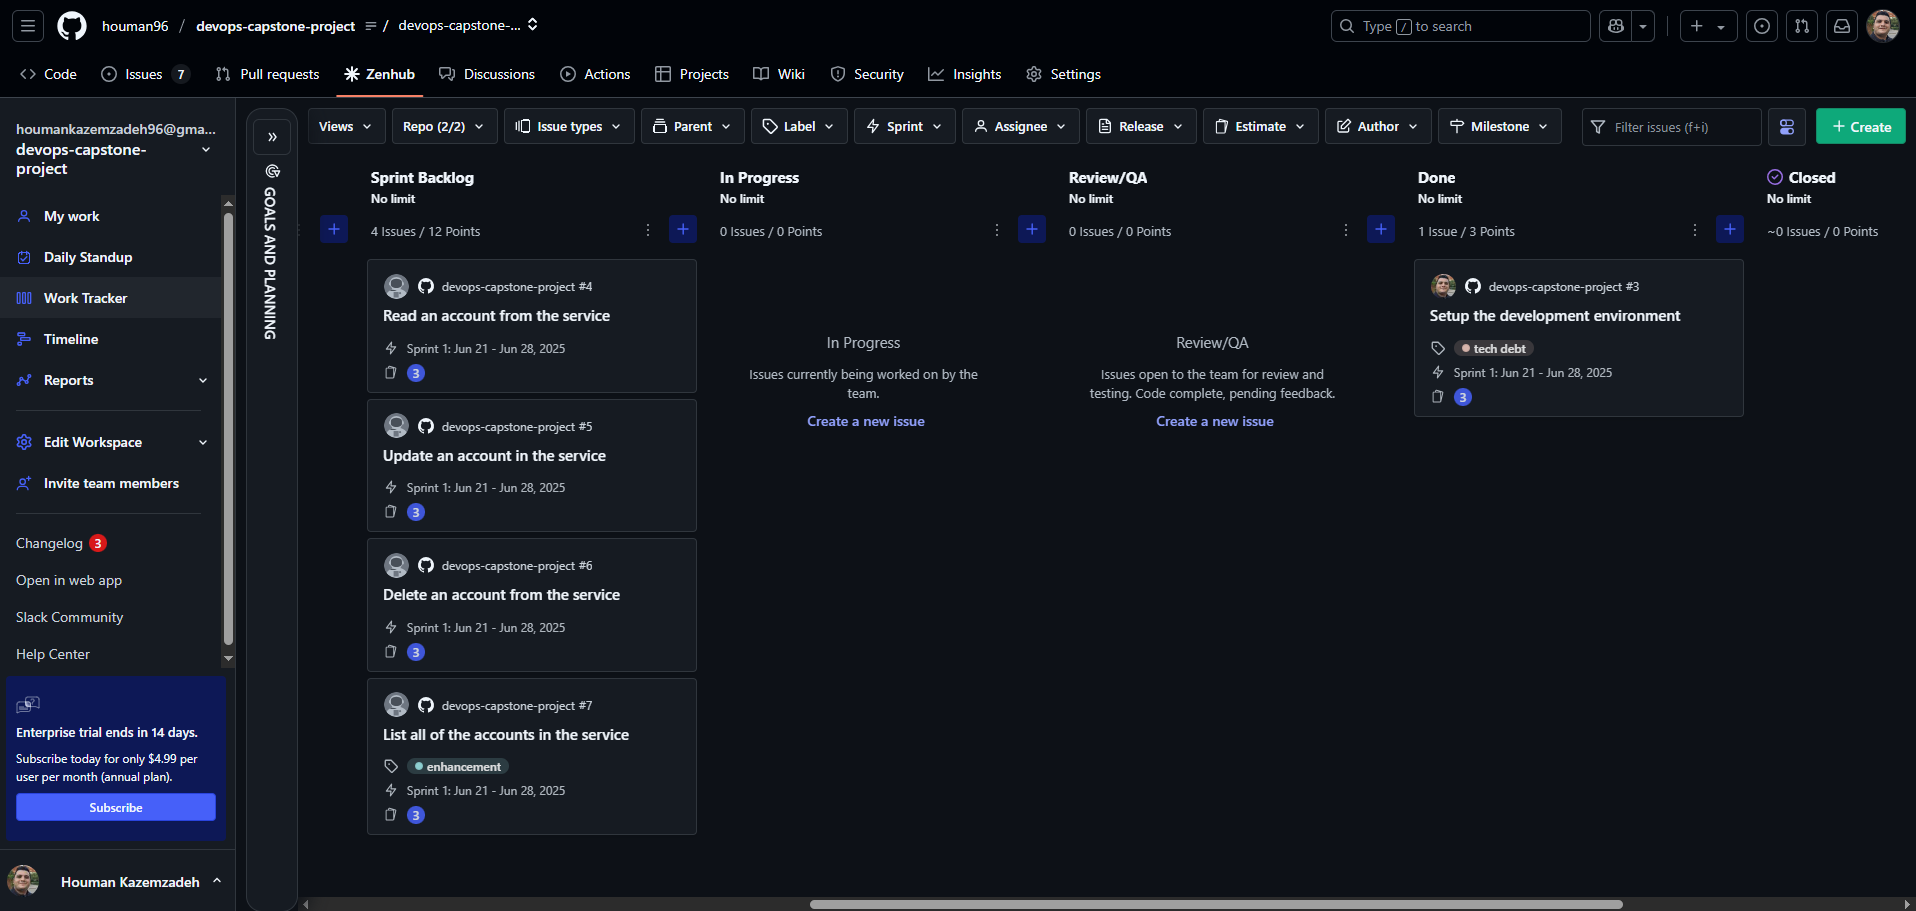 houman96 / devops-capstone-project / devops-capstone-...
Type / to search
Code
Issues 7
Pull requests
Zenhub
Discussions
Actions
Projects
Wiki
Security
Insights
Settings
houmankazemzadeh96@gma...
devops-capstone-
project
My work
Daily Standup
Work Tracker
Timeline
Reports
Edit Workspace
Invite team members
Changelog 3
Open in web app
Slack Community
Help Center
Enterprise trial ends in 14 days.
Subscribe today for only $4.99 per
user per month (annual plan).
Subscribe
Houman Kazemzadeh
GOALS AND PLANNING
Views
Repo (2/2)
Issue types
Parent
Label
Sprint
Assignee
Release
Estimate
Author
Milestone
Filter issues (f+i)
+ Create
Sprint Backlog
No limit
4 Issues / 12 Points
devops-capstone-project #4
Read an account from the service
Sprint 1: Jun 21 - Jun 28, 2025
3
devops-capstone-project #5
Update an account in the service
Sprint 1: Jun 21 - Jun 28, 2025
3
devops-capstone-project #6
Delete an account from the service
Sprint 1: Jun 21 - Jun 28, 2025
3
devops-capstone-project #7
List all of the accounts in the service
enhancement
Sprint 1: Jun 21 - Jun 28, 2025
3
In Progress
No limit
0 Issues / 0 Points
In Progress
Issues currently being worked on by the
team.
Create a new issue
Review/QA
No limit
0 Issues / 0 Points
Review/QA
Issues open to the team for review and
testing. Code complete, pending feedback.
Create a new issue
Done
No limit
1 Issue / 3 Points
devops-capstone-project #3
Setup the development environment
tech debt
Sprint 1: Jun 21 - Jun 28, 2025
3
Closed
No limit
~0 Issues / 0 Points